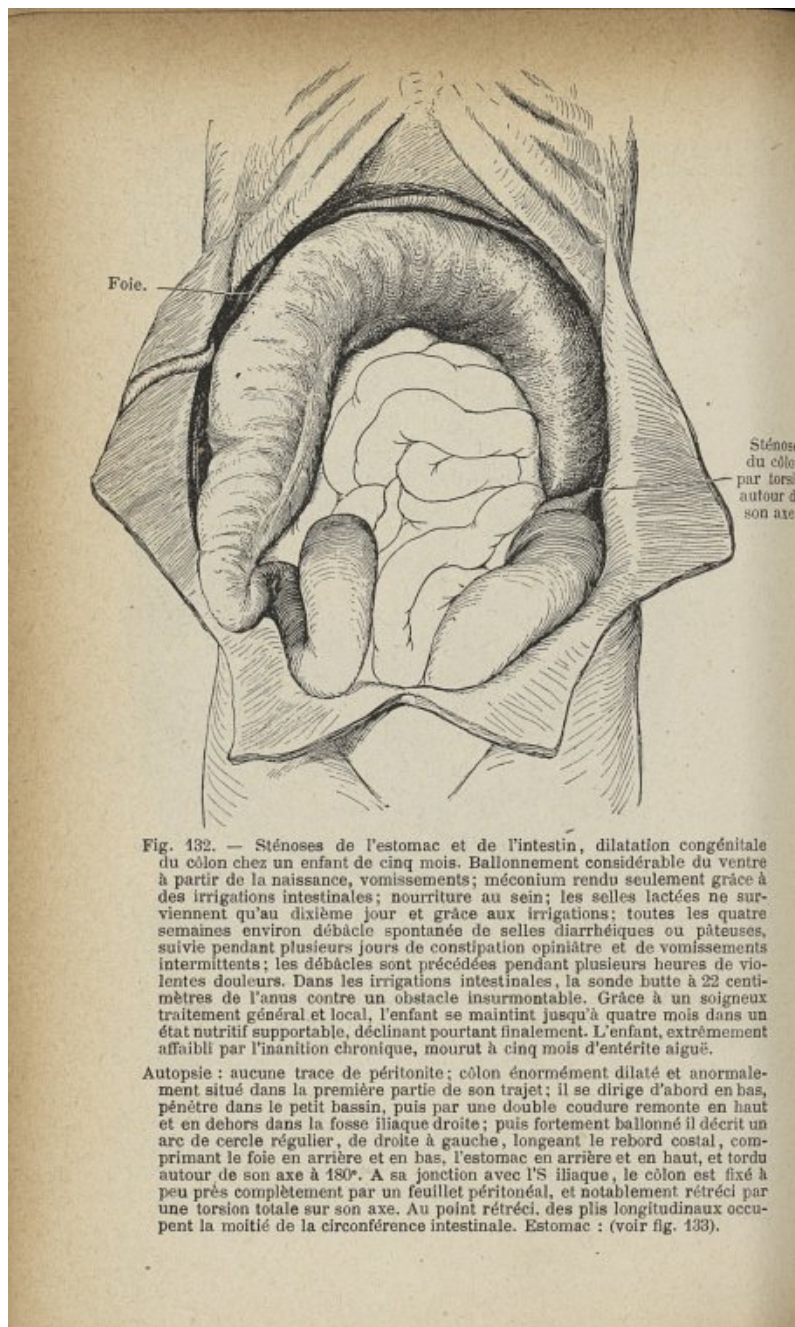 Foie.
Sténose
du côlo
par torsi
autour d
son axe
Fig. 132. — Sténoses de l'estomac et de l'intestin, dilatation congénitale
du côlon chez un enfant de cinq mois. Ballonnement considérable du ventre
à partir de la naissance, vomissements; méconium rendu seulement grâce à
des irrigations intestinales; nourriture au sein; les selles lactées ne sur-
viennent qu'au dixième jour et grâce aux irrigations; toutes les quatre
semaines environ débâcle spontanée de selles diarrhéiques ou pâteuses,
suivie pendant plusieurs jours de constipation opiniâtre et de vomissements
intermittents; les débâcles sont précédées pendant plusieurs heures de vio-
lentes douleurs. Dans les irrigations intestinales, la sonde butte à 22 centi-
mètres de l'anus contre un obstacle insurmontable. Grâce à un soigneux
traitement général et local, l'enfant se maintint jusqu'à quatre mois dans un
état nutritif supportable, déclinant pourtant finalement. L'enfant, extrêmement
affaibli par l'inanition chronique, mourut à cinq mois d'entérite aiguë.
Autopsie : aucune trace de péritonite; côlon énormément dilaté et anormale-
ment situé dans la première partie de son trajet; il se dirige d'abord en bas,
pénètre dans le petit bassin, puis par une double coudure remonte en haut
et en dehors dans la fosse iliaque droite; puis fortement ballonné il décrit un
arc de cercle régulier, de droite à gauche, longeant le rebord costal, com-
primant le foie en arrière et en bas, l'estomac en arrière et en haut, et tordu
autour de son axe à 180°. A sa jonction avec l'S iliaque, le côlon est fixé à
peu près complètement par un feuillet péritonéal, et notablement rétréci par
une torsion totale sur son axe. Au point rétréci, des plis longitudinaux occu-
pent la moitié de la circonférence intestinale. Estomac : (voir fig. 133).